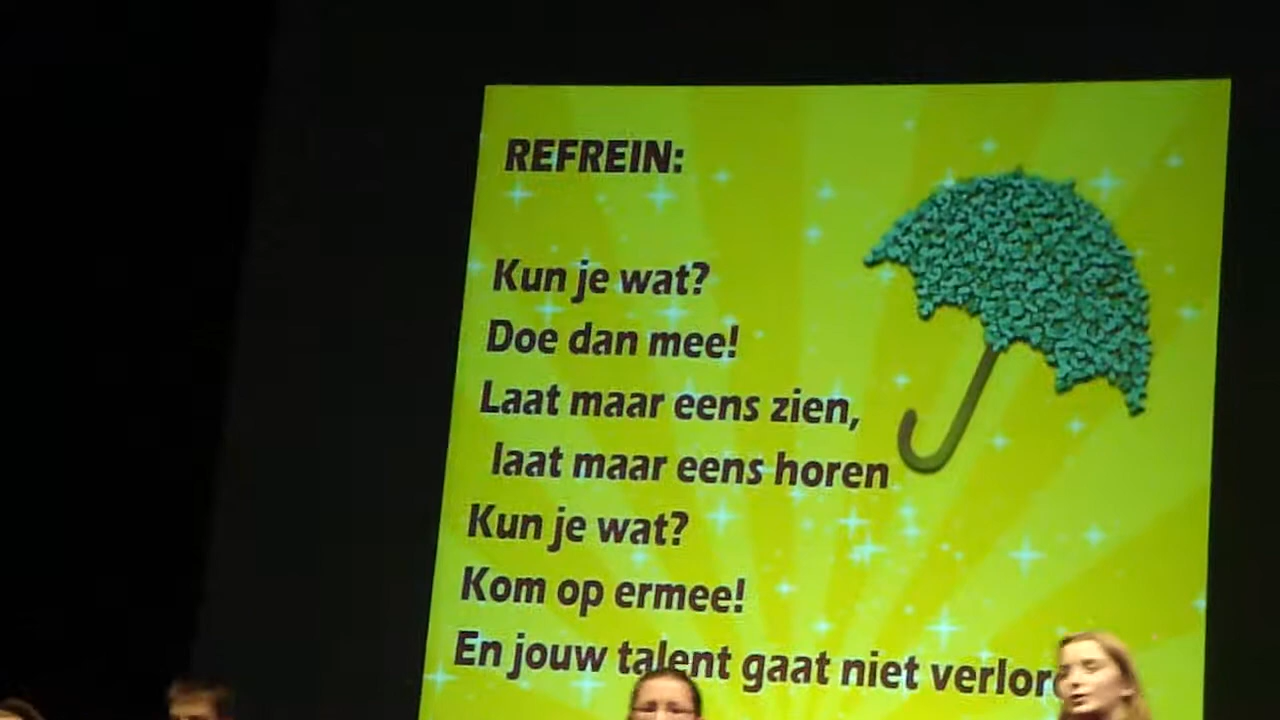 REFREIN:
Kun je wat?
Doe dan mee!
Laat maar eens zien,
laat maar eens horen
Kun je wat?
Kom op ermee!
En jouw talent gaat niet